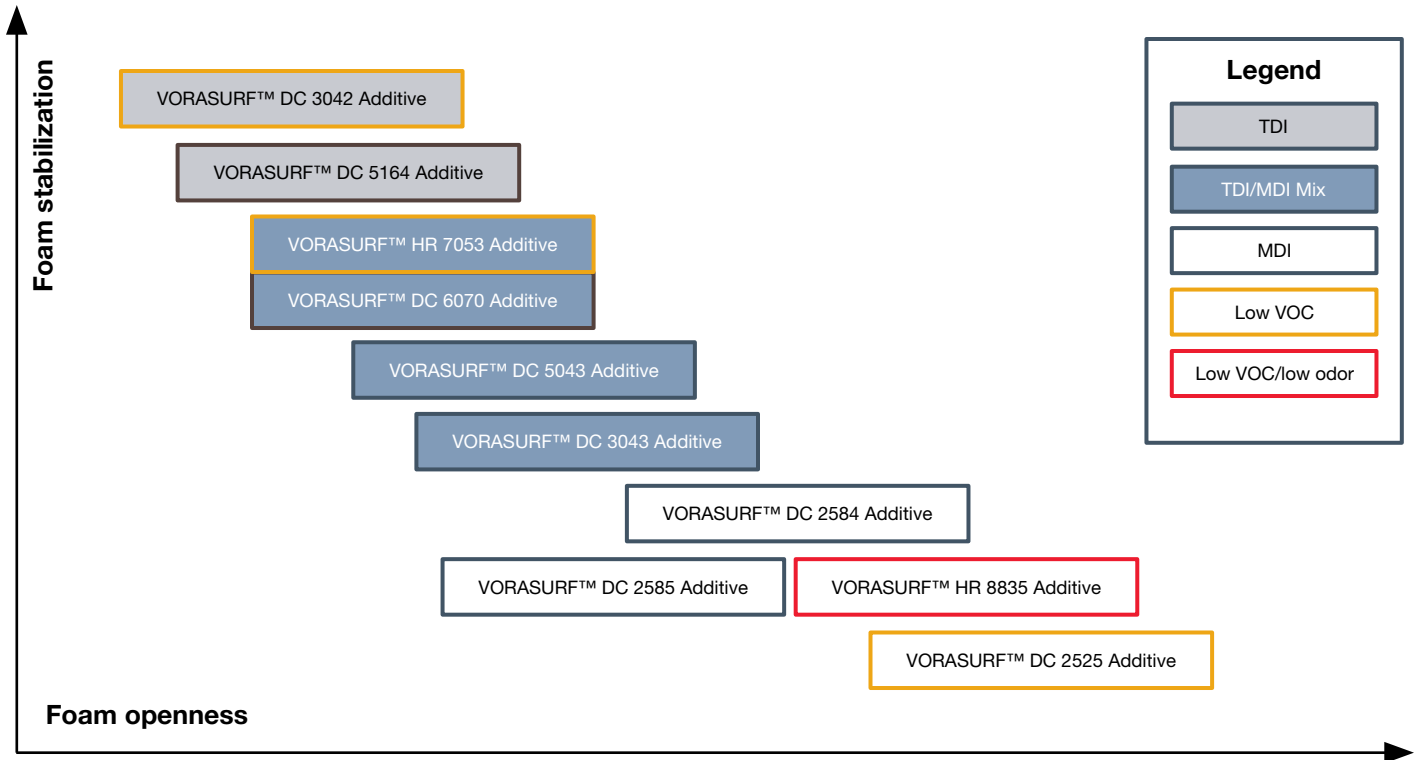 Foam stabilization
VORASURF™ DC 3042 Additive
VORASURF™ DC 5164 Additive
VORASURF™ HR 7053 Additive
VORASURF™ DC 6070 Additive
VORASURF™ DC 5043 Additive
VORASURF™ DC 3043 Additive
VORASURF™ DC 2584 Additive
VORASURF™ DC 2585 Additive
VORASURF™ HR 8835 Additive
VORASURF™ DC 2525 Additive
Foam openness
Legend
TDI
TDI/MDI Mix
MDI
Low VOC
Low VOC/low odor